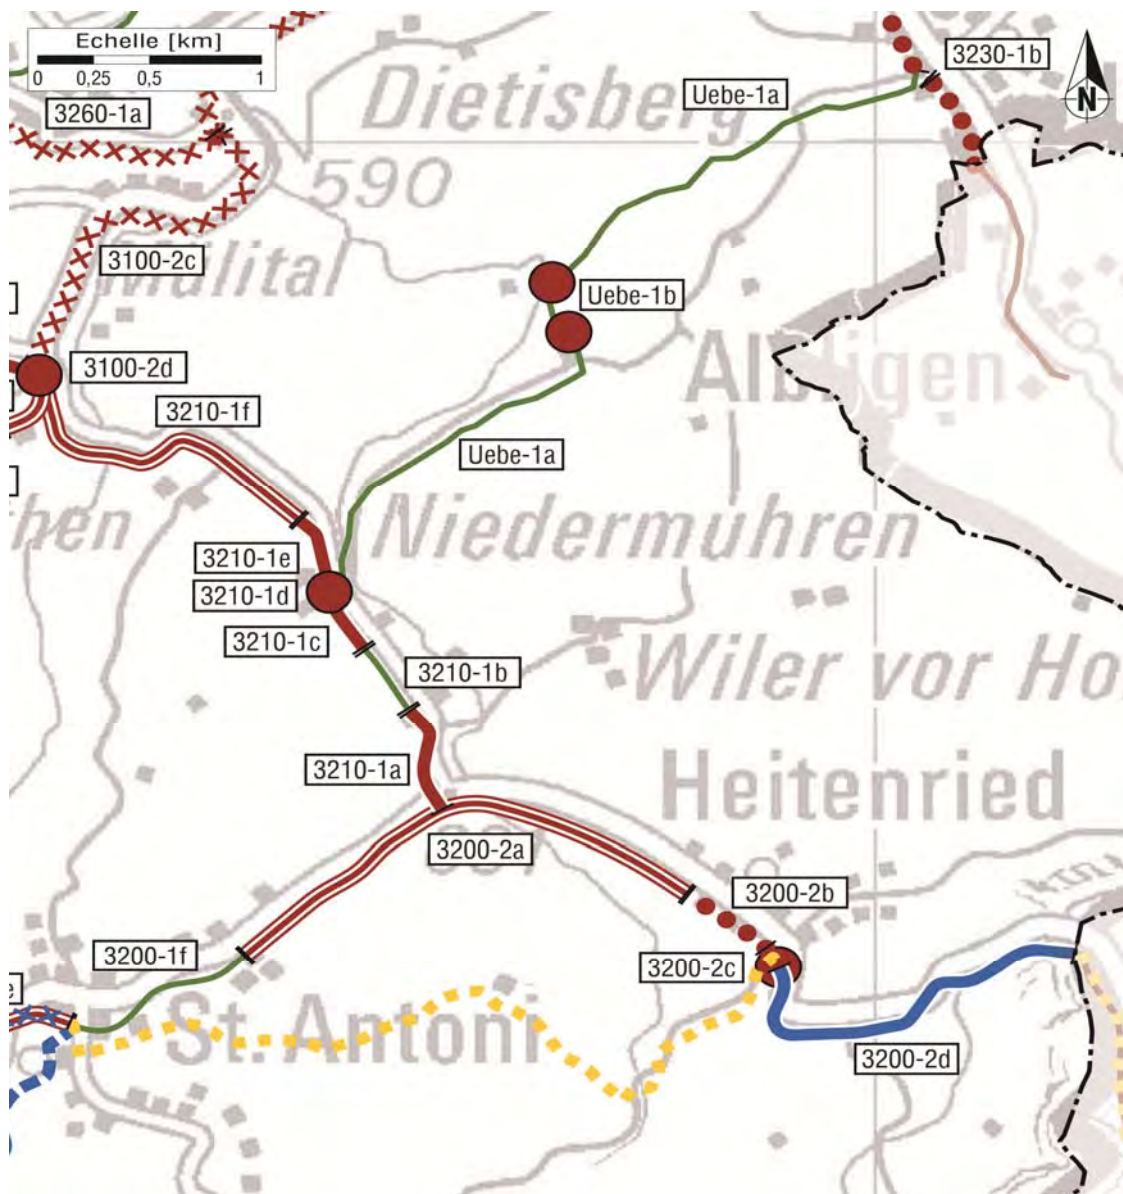 Echelle [km]
0 0,25 0,5 1
3230-1b
N
Uebe-1a
Dietisberg
3260-1a
590
3100-2c
Mülital
Uebe-1b
3100-2d
Albligen
3210-1f
Uebe-1a
Niedermuhren
3210-1e
3210-1d
3210-1c
Wiler vor Ho
3210-1b
3210-1a
Heitenried
3200-2a
3200-2b
3200-1f
3200-2c
St. Antoni
3200-2d